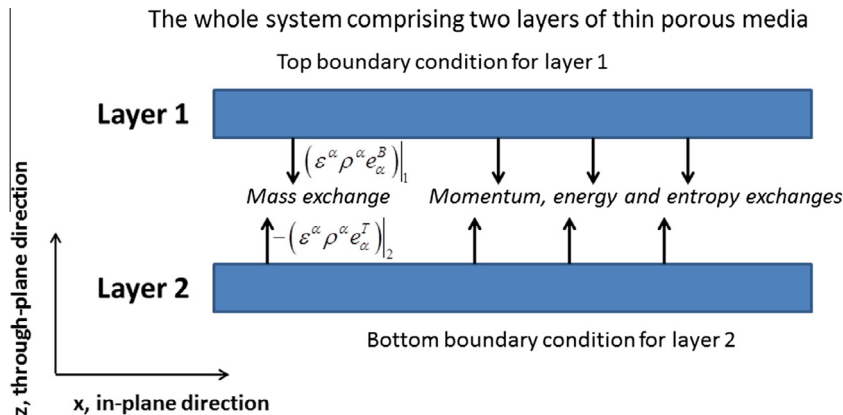 The whole system comprising two layers of thin porous media
Top boundary condition for layer 1
Layer 1
(ε^α ρ^α e_α^B)|_1
Mass exchange
Momentum, energy and entropy exchanges
-(ε^α ρ^α e_α^T)|_2
Layer 2
Bottom boundary condition for layer 2
z, through-plane direction
x, in-plane direction